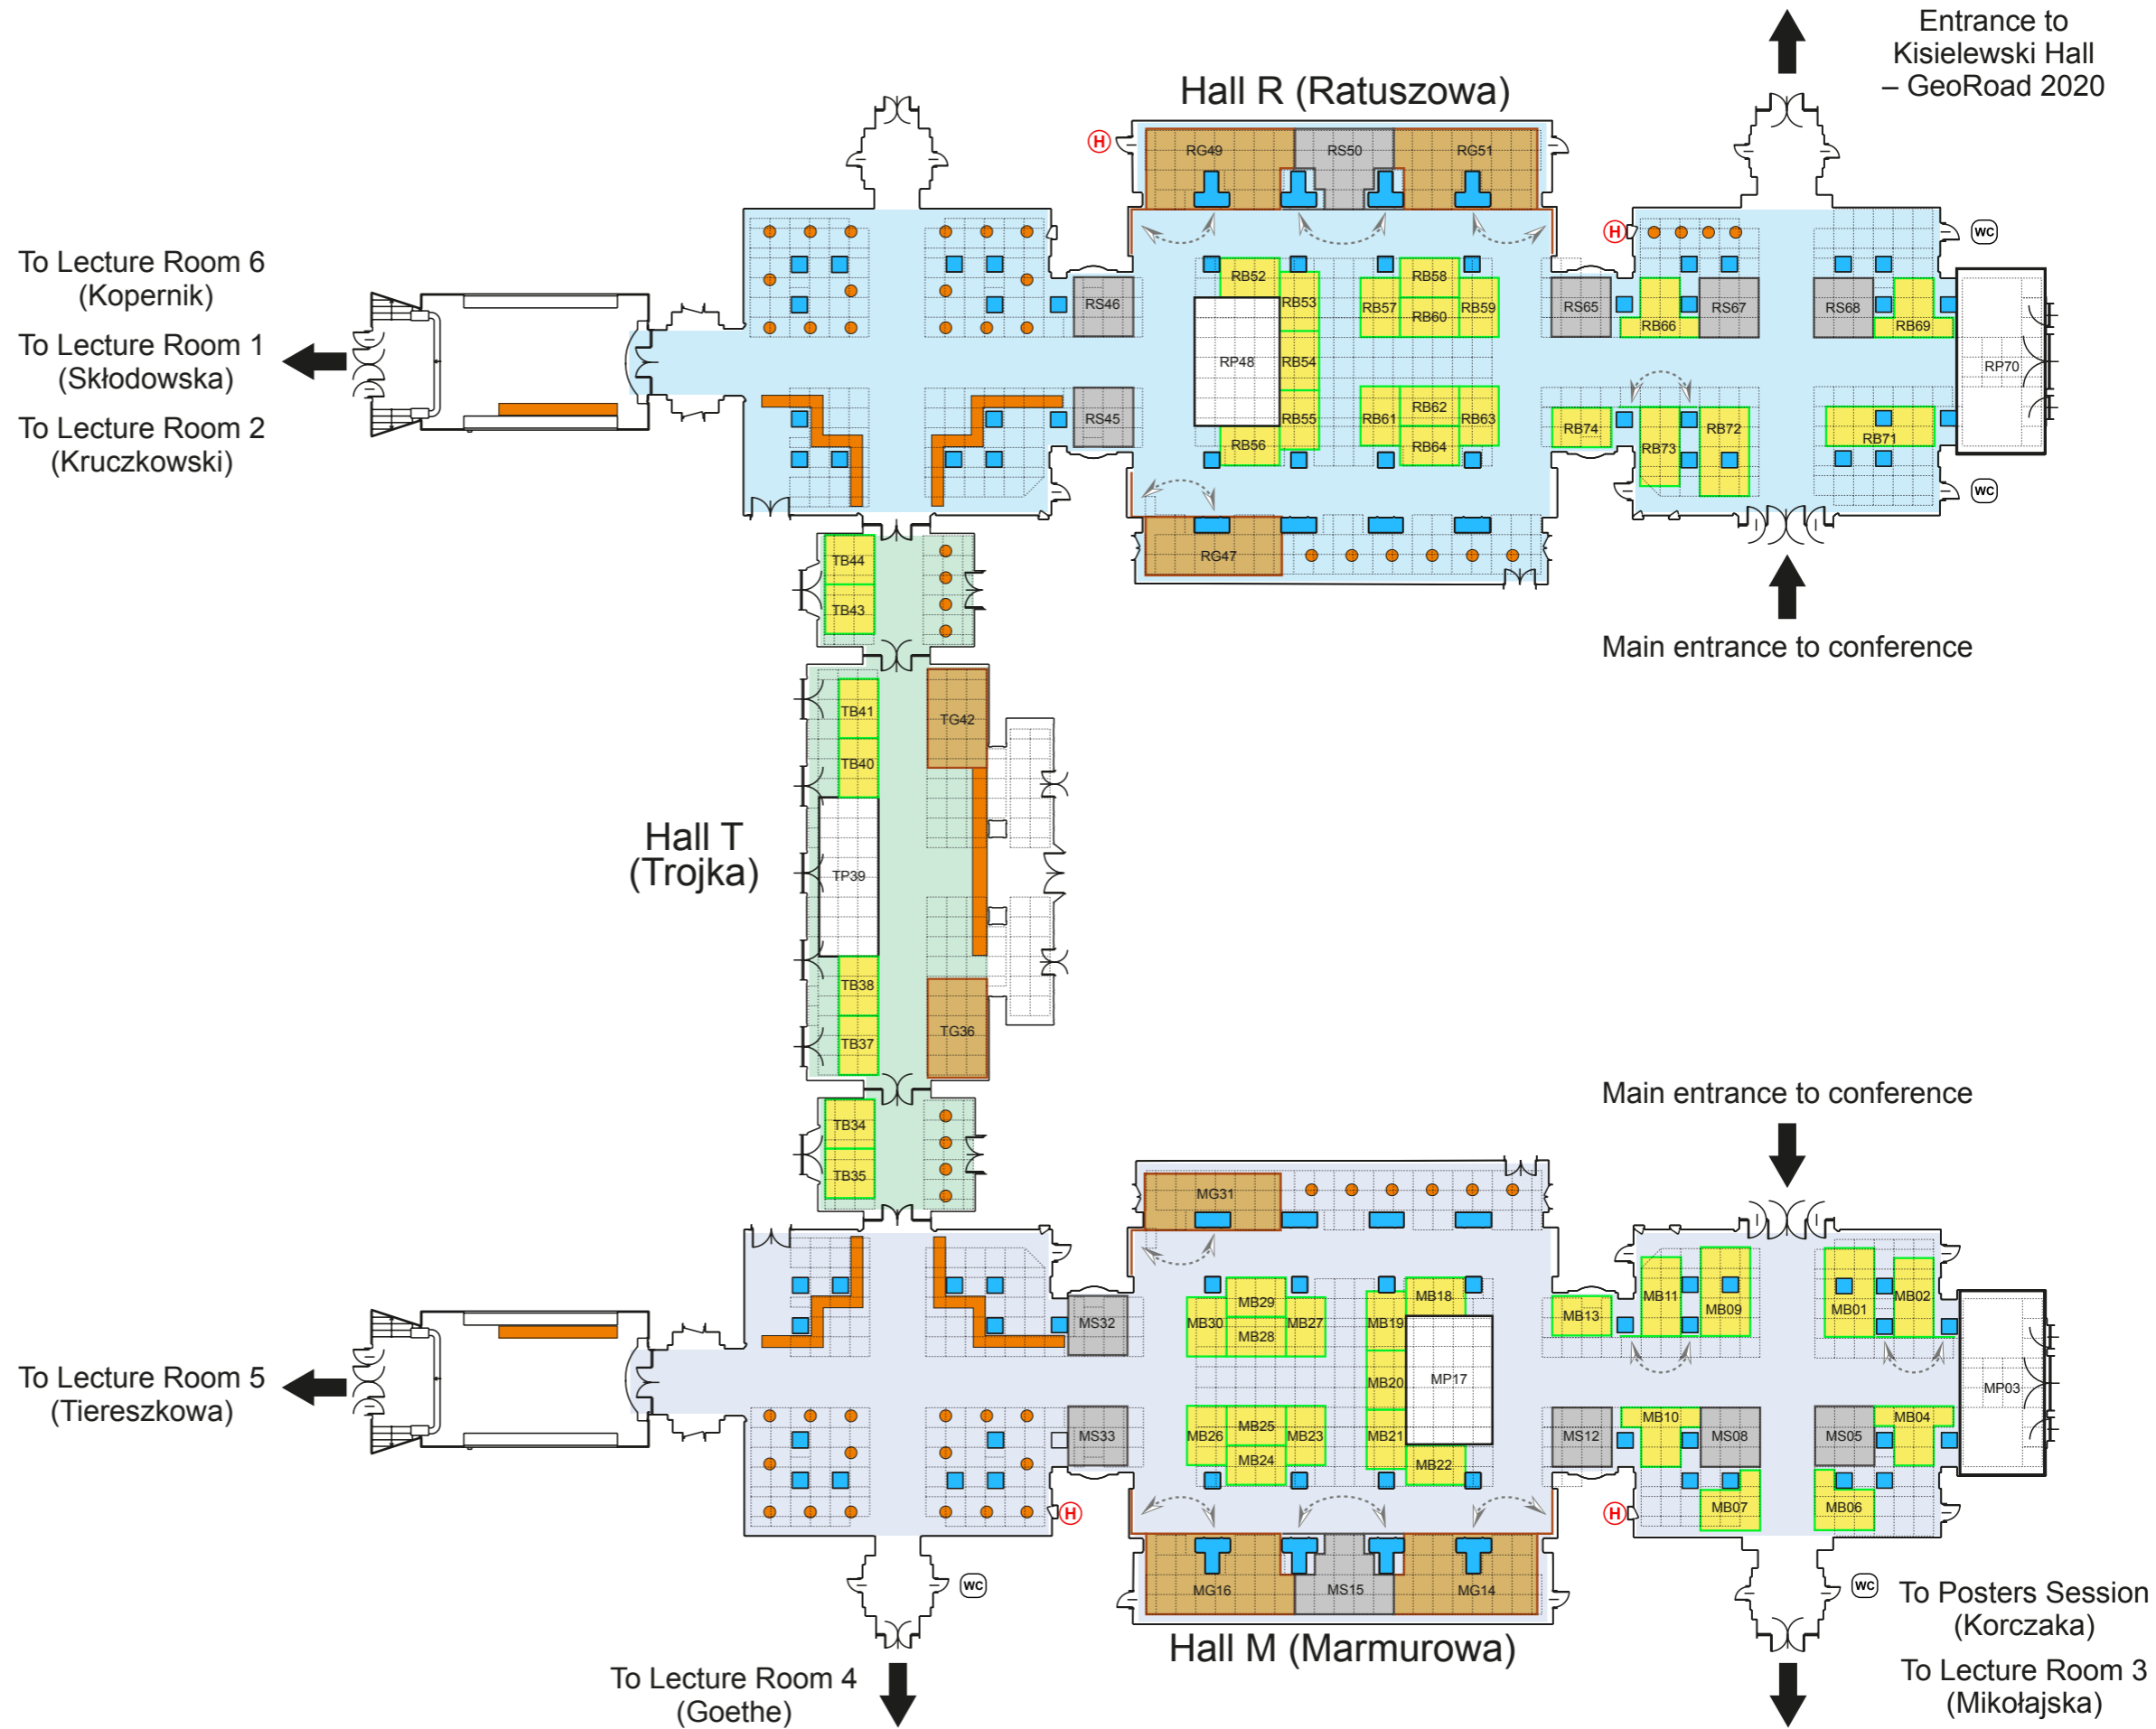 Entrance to
Kisielewski Hall
– GeoRoad 2020
Hall R (Ratuszowa)
H
RG49
RS50
RG51
H
WC
To Lecture Room 6
(Kopernik)
To Lecture Room 1
(Skłodowska)
To Lecture Room 2
(Kruczkowski)
RS46
RB52
RB53
RB58
RB57
RB60
RB59
RS65
RB66
RS67
RS68
RB69
RP48
RB54
RP70
RS45
RB55
RB56
RB61
RB62
RB63
RB64
RB74
RB73
RB72
RB71
WC
RG47
TB44
TB43
Main entrance to conference
TB41
TG42
TB40
Hall T
(Trojka)
TP39
TB38
TG36
TB37
Main entrance to conference
TB34
TB35
MG31
MS32
MB29
MB30
MB28
MB27
MB18
MB19
MB13
MB11
MB09
MB01
MB02
To Lecture Room 5
(Tiereszkowa)
MB20
MP17
MP03
MS33
MB26
MB25
MB23
MB24
MB21
MB22
MS12
MB10
MS08
MS05
MB04
H
H
MB07
MB06
MG16
MS15
MG14
WC
WC
To Posters Session
(Korczaka)
Hall M (Marmurowa)
To Lecture Room 4
(Goethe)
To Lecture Room 3
(Mikołajska)